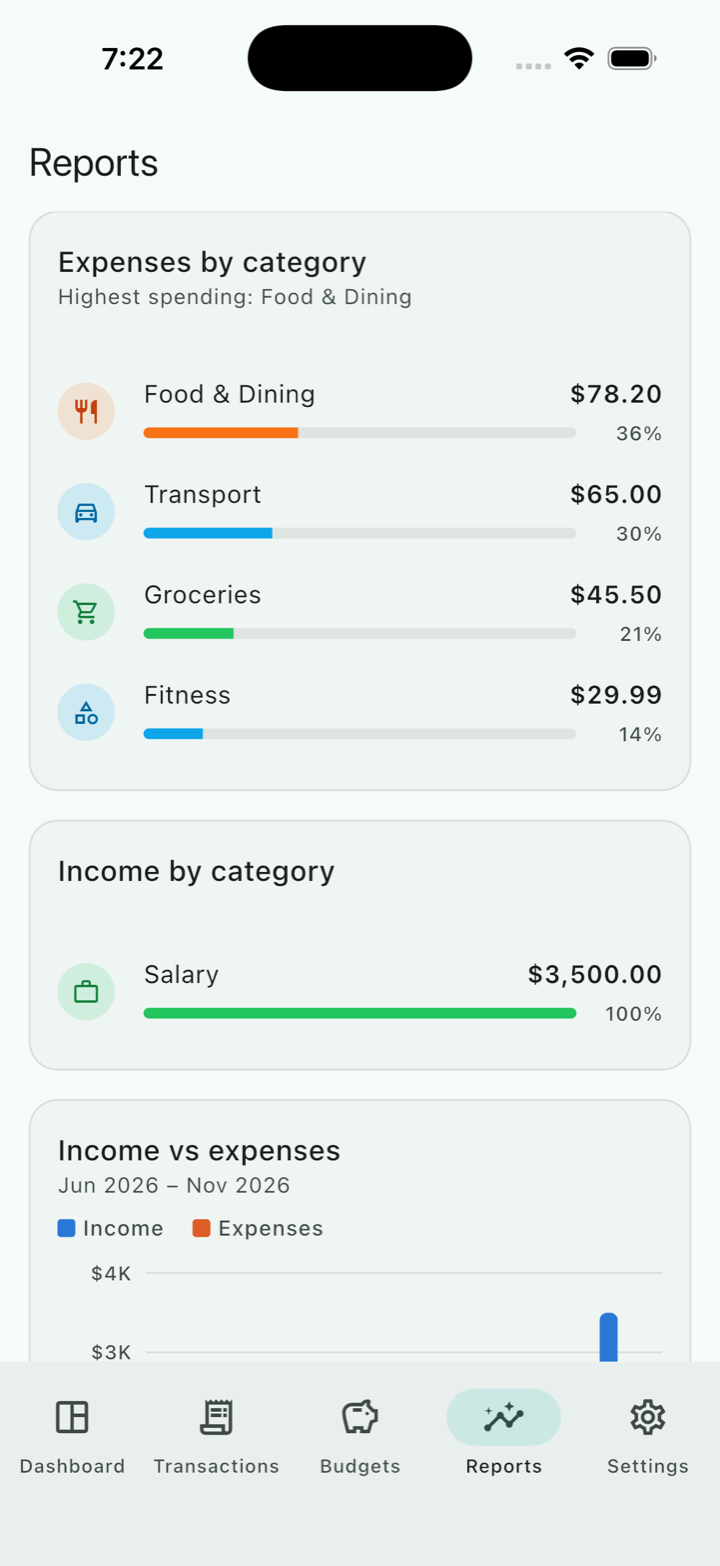 7:22
Reports
Expenses by category
Highest spending: Food & Dining
Food & Dining $78.20
36%
Transport $65.00
30%
Groceries $45.50
21%
Fitness $29.99
14%
Income by category
Salary $3,500.00
100%
Income vs expenses
Jun 2026 – Nov 2026
Income Expenses
$4K
$3K
Dashboard Transactions Budgets Reports Settings